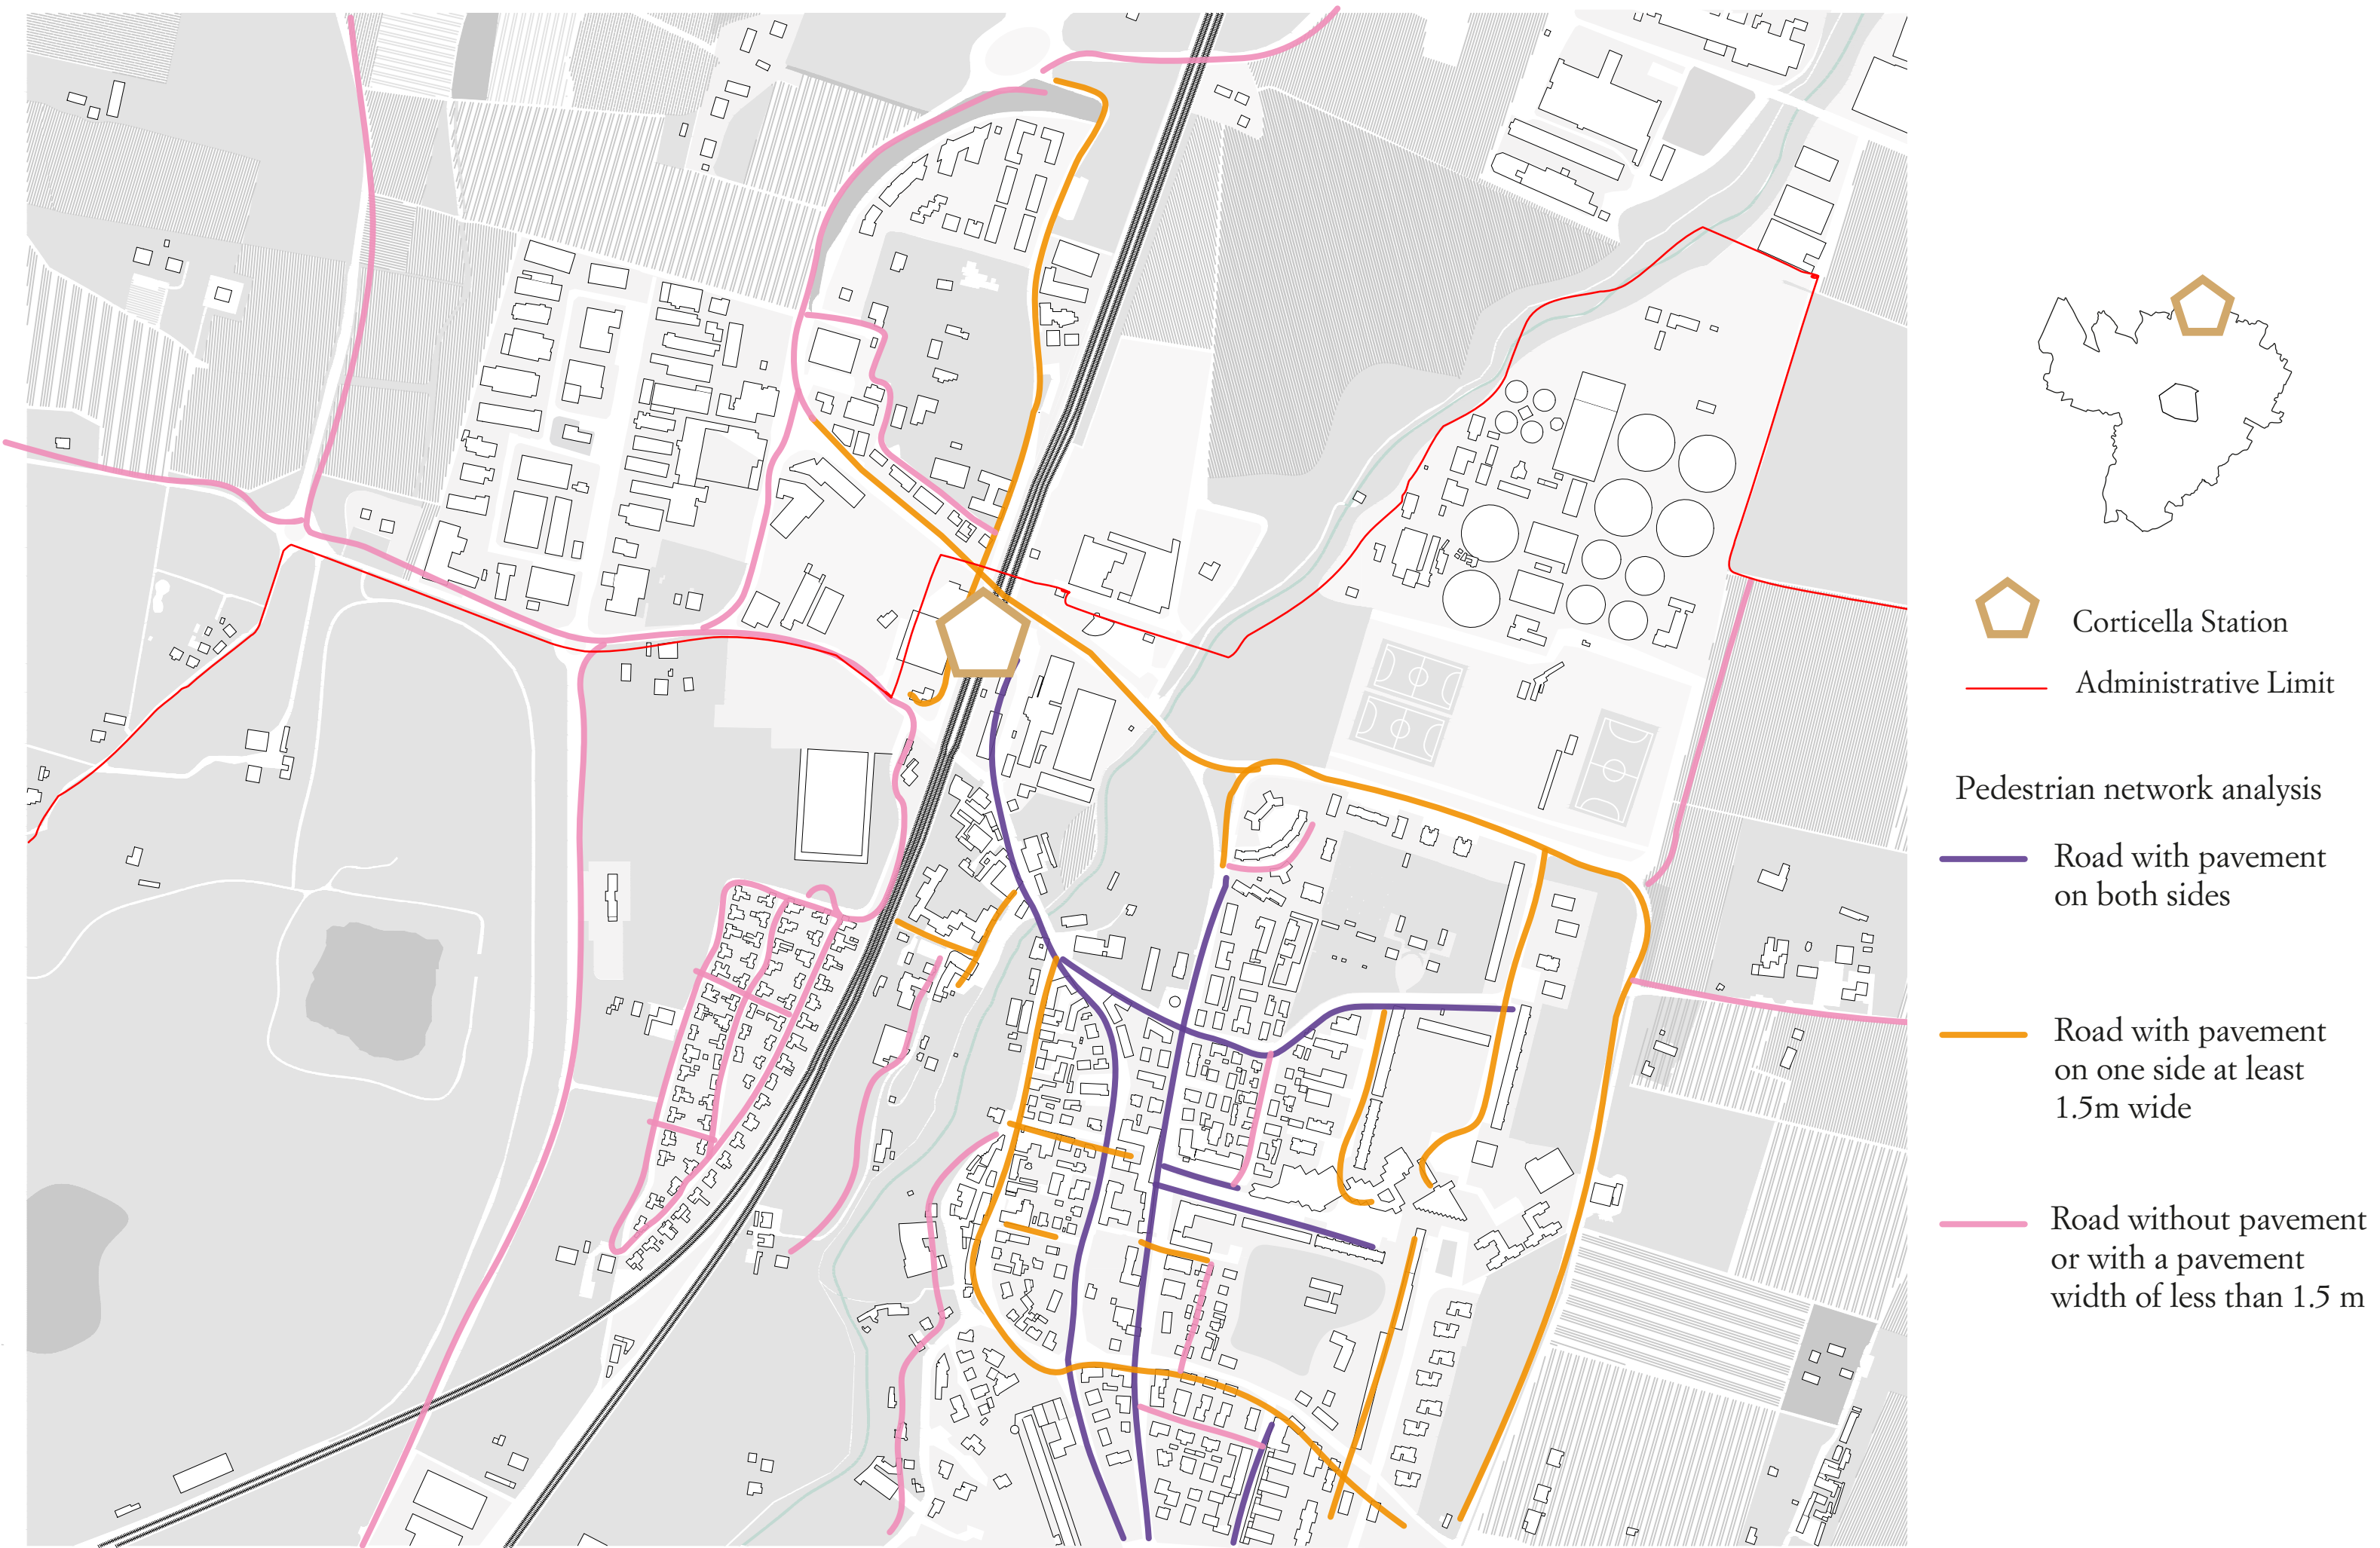 Corticella Station
Administrative Limit
Pedestrian network analysis
Road with pavement
on both sides
Road with pavement
on one side at least
1.5m wide
Road without pavement
or with a pavement
width of less than 1.5 m